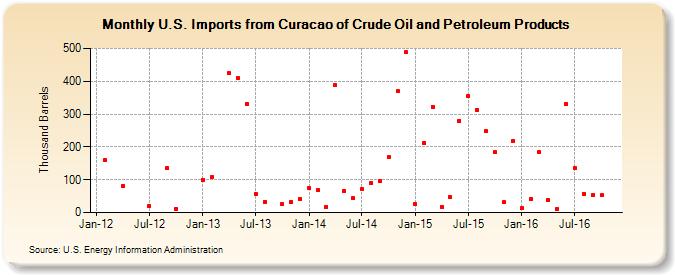 Monthly U.S. Imports from Curacao of Crude Oil and Petroleum Products
Thousand Barrels
500
400
300
200
100
0
Jan-12 Jul-12 Jan-13 Jul-13 Jan-14 Jul-14 Jan-15 Jul-15 Jan-16 Jul-16
Source: U.S. Energy Information Administration